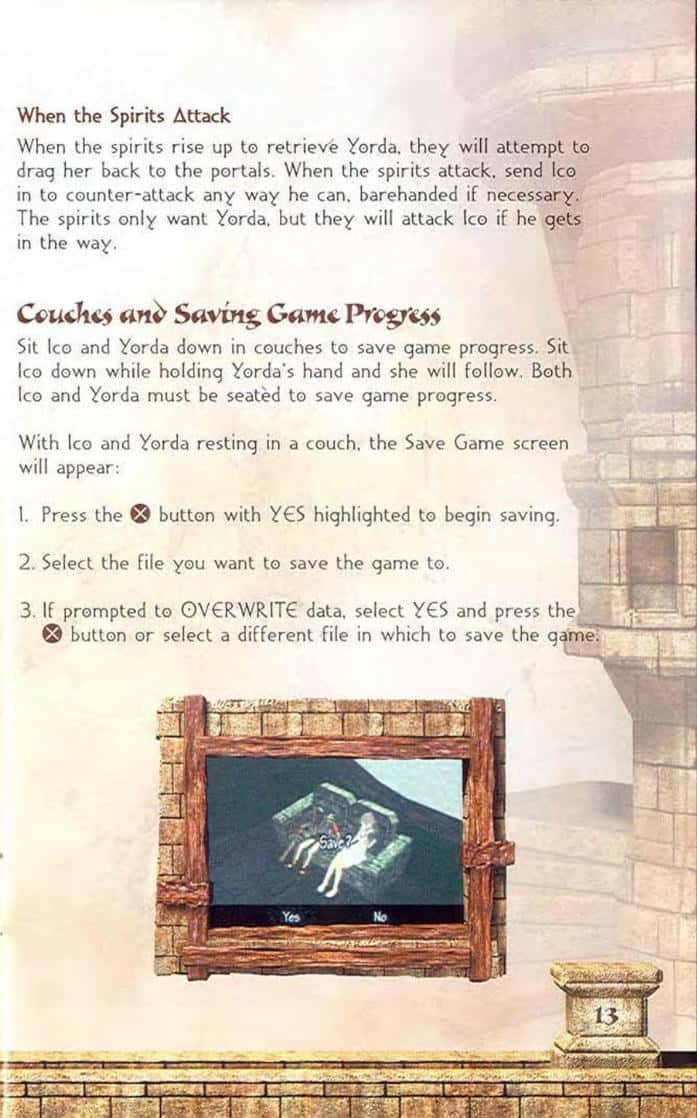 When the Spirits Attack
When the spirits rise up to retrieve Yorda, they will attempt to
drag her back to the portals. When the spirits attack, send Ico
in to counter-attack any way he can, barehanded if necessary.
The spirits only want Yorda, but they will attack Ico if he gets
in the way.
Couches and Saving Game Progress
Sit Ico and Yorda down in couches to save game progress. Sit
Ico down while holding Yorda's hand and she will follow. Both
Ico and Yorda must be seated to save game progress.
With Ico and Yorda resting in a couch, the Save Game screen
will appear:
1. Press the ⊗ button with YES highlighted to begin saving.
2. Select the file you want to save the game to.
3. If prompted to OVERWRITE data, select YES and press the
⊗ button or select a different file in which to save the game.
Save?
Yes No
13